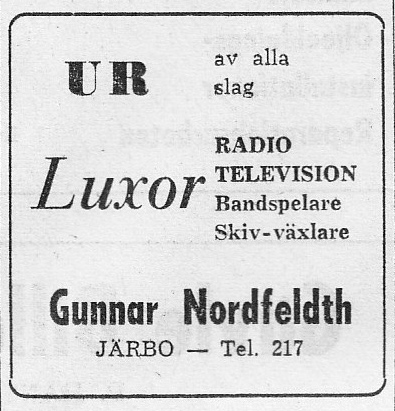 UR av alla
slag
Luxor
RADIO
TELEVISION
Bandspelare
Skiv-växlare
Gunnar Nordfeldth
JÄRBO — Tel. 217